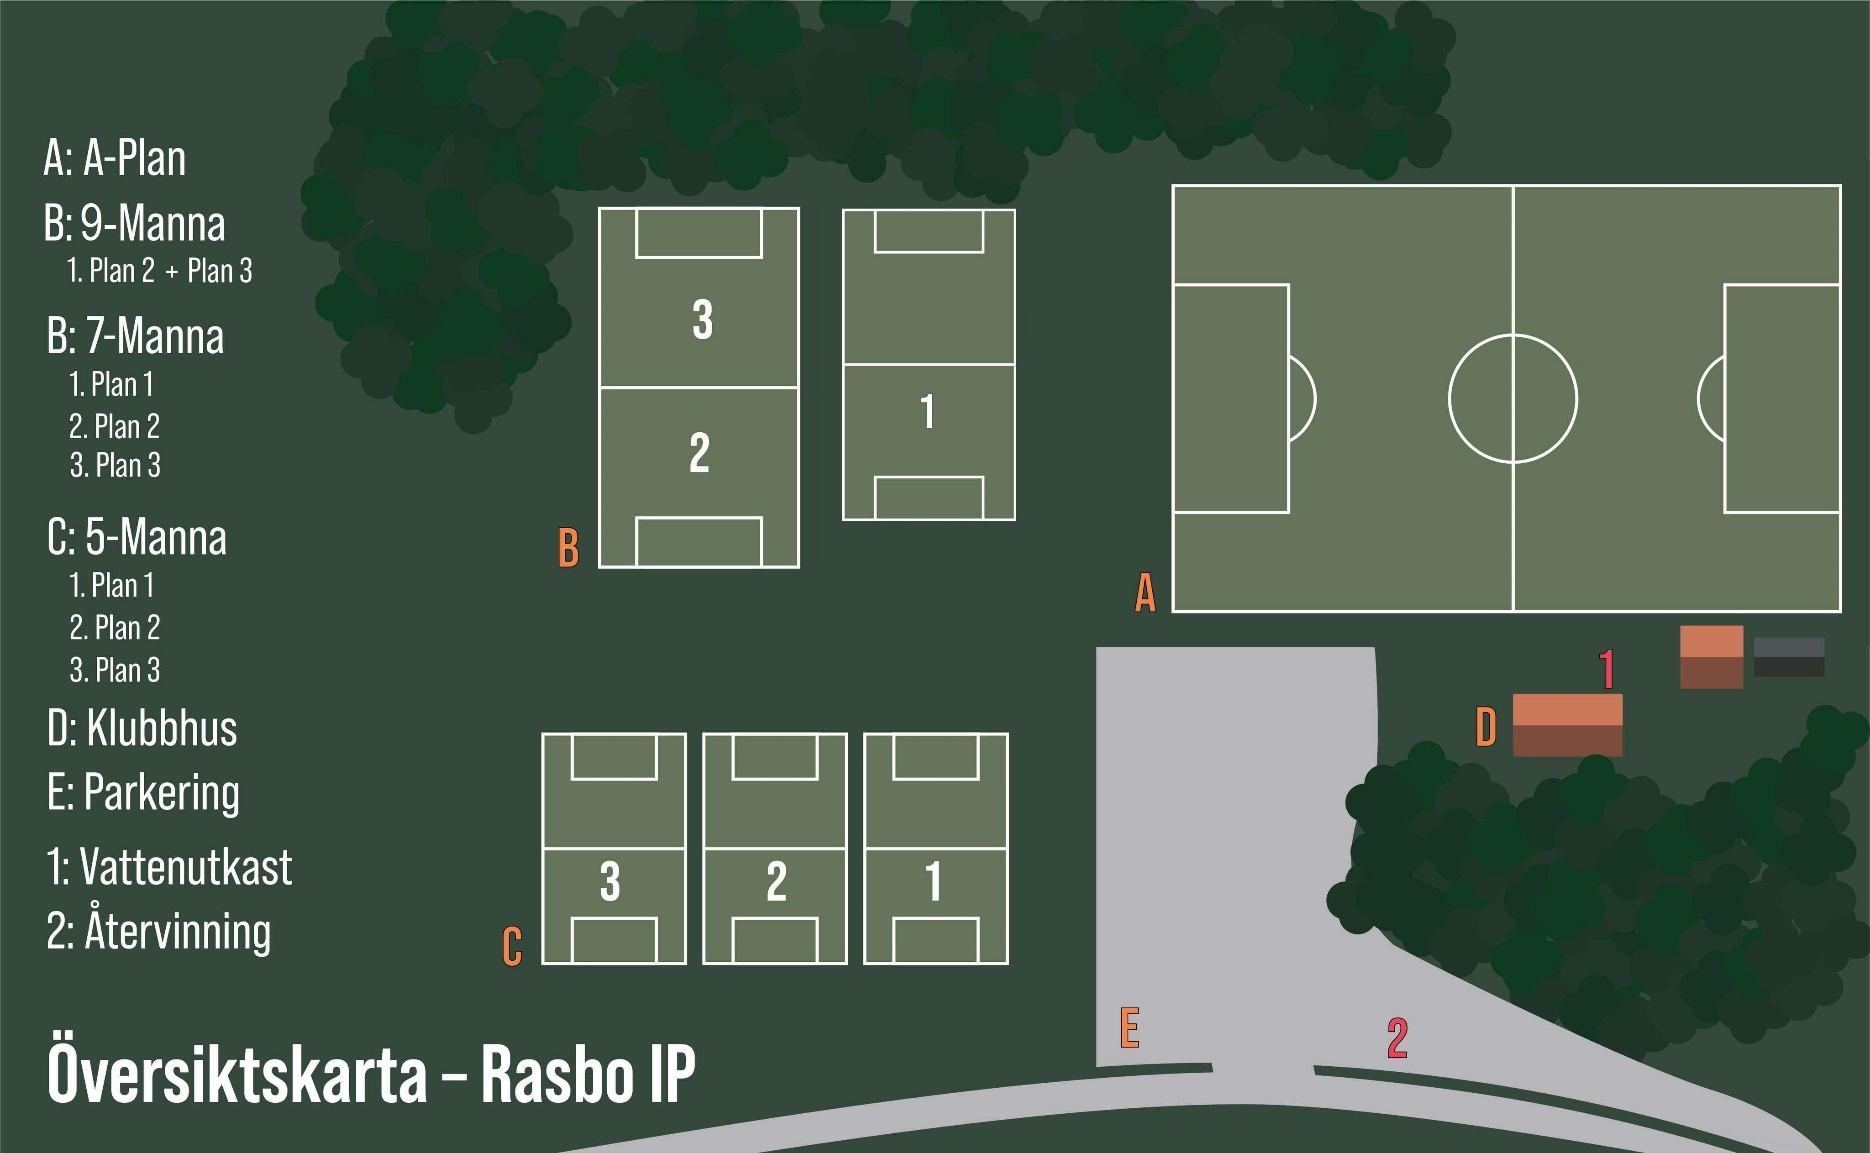 A: A-Plan
B: 9-Manna
1. Plan 2 + Plan 3
B: 7-Manna
1. Plan 1
2. Plan 2
3. Plan 3
C: 5-Manna
1. Plan 1
2. Plan 2
3. Plan 3
D: Klubbhus
E: Parkering
1: Vattenutkast
2: Återvinning
Översiktskarta – Rasbo IP
3
1
2
B
A
1
D
3
2
1
C
E
2